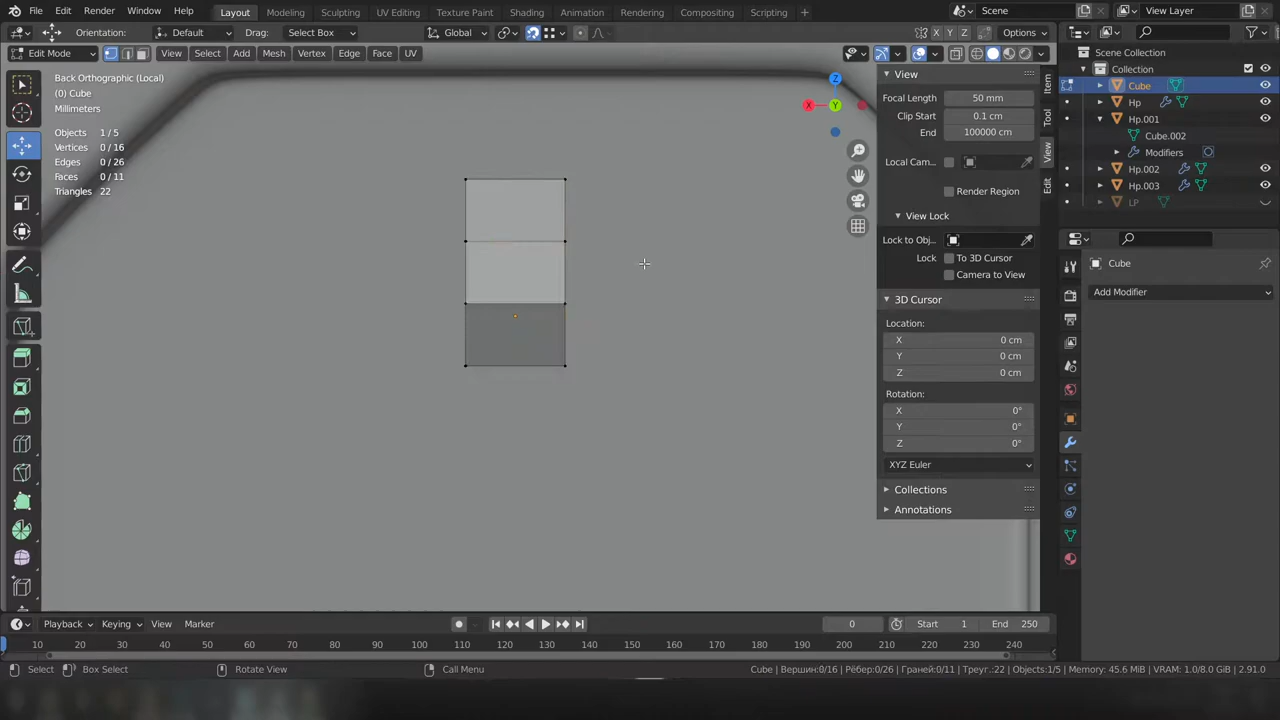 File Edit Render Window Help Layout Modeling Sculpting UV Editing Texture Paint Shading Animation Rendering Compositing Scripting + Scene View Layer
Orientation: Default Drag: Select Box Global X Y Z Options
Edit Mode View Select Add Mesh Vertex Edge Face UV
Back Orthographic (Local)
(0) Cube
Millimeters
Objects 1 / 5
Vertices 0 / 16
Edges 0 / 26
Faces 0 / 11
Triangles 22
Z
X
Y
View
Focal Length 50 mm
Clip Start 0.1 cm
End 100000 cm
Local Cam...
Render Region
View Lock
Lock to Obj...
Lock To 3D Cursor
Camera to View
3D Cursor
Location:
X 0 cm
Y 0 cm
Z 0 cm
Rotation:
X 0°
Y 0°
Z 0°
XYZ Euler
Collections
Annotations
Item
Tool
View
Edit
Scene Collection
Collection
Cube
Hp
Hp.001
Cube.002
Modifiers
Hp.002
Hp.003
LP
Cube
Add Modifier
Playback Keying View Marker 0 Start 1 End 250
10 20 30 40 50 60 70 80 90 100 110 120 130 140 150 160 170 180 190 200 210 220 230 240
Select Box Select Rotate View Call Menu Cube | Вершин:0/16 | Рёбер:0/26 | Граней:0/11 | Треуг.:22 | Objects:1/5 | Memory: 45.6 MiB | VRAM: 1.0/8.0 GiB | 2.91.0